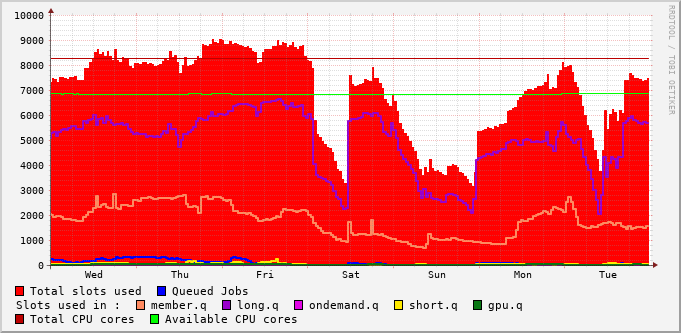 10000
9000
8000
7000
6000
5000
4000
3000
2000
1000
0
Wed Thu Fri Sat Sun Mon Tue
RRDTOOL / TOBI OETIKER
Total slots used Queued Jobs
Slots used in : member.q long.q ondemand.q short.q gpu.q
Total CPU cores Available CPU cores